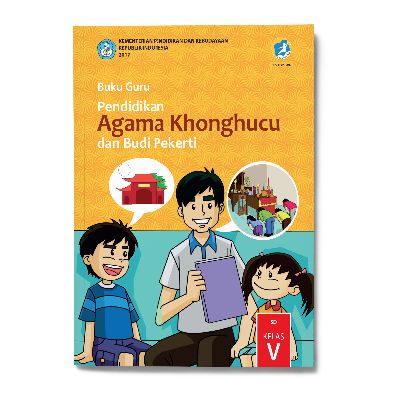 KEMENTERIAN PENDIDIKAN DAN KEBUDAYAAN
REPUBLIK INDONESIA
2017
Buku Guru
Pendidikan
Agama Khonghucu
dan Budi Pekerti
SD
KELAS
V